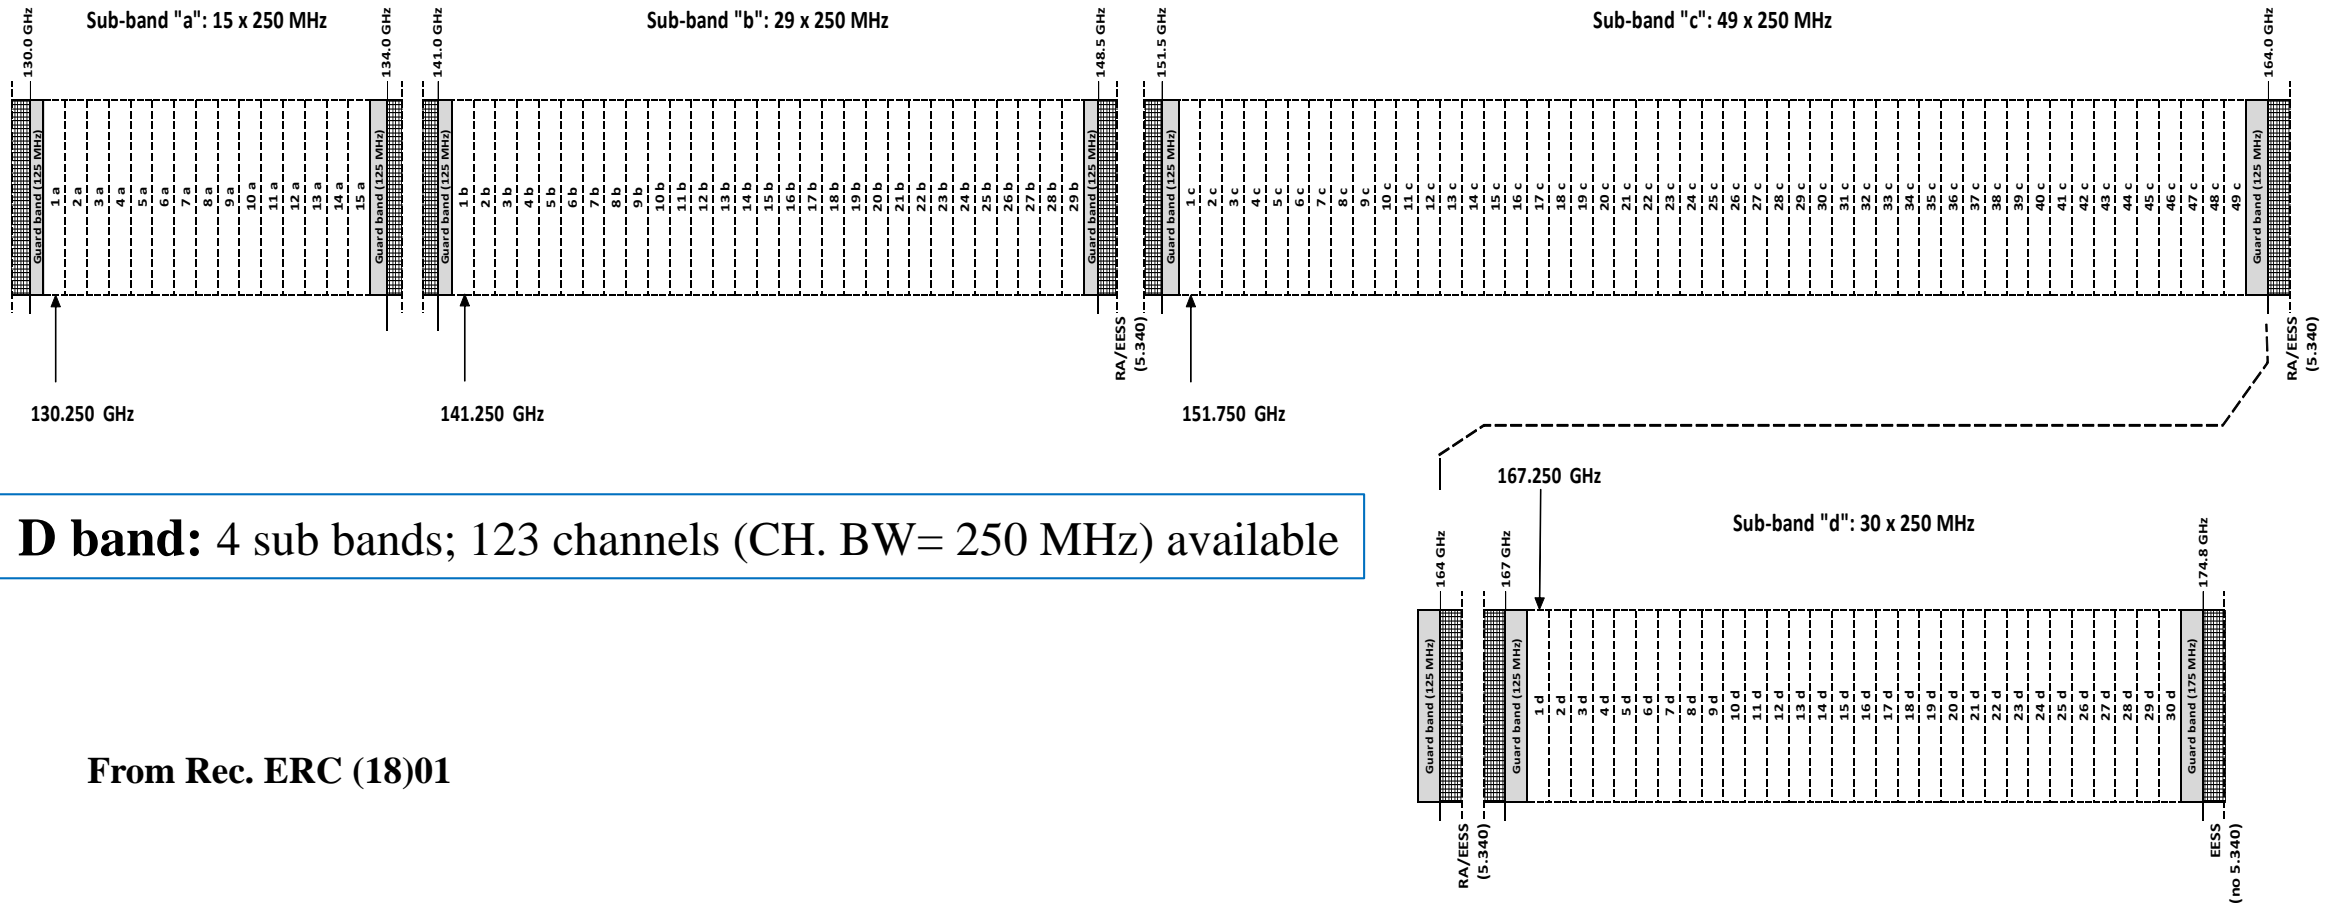 Sub-band "a": 15 x 250 MHz
Sub-band "b": 29 x 250 MHz
Sub-band "c": 49 x 250 MHz
130.0 GHz
134.0 GHz
141.0 GHz
148.5 GHz
151.5 GHz
164.0 GHz
Guard band (125 MHz)
1 a
2 a
3 a
4 a
5 a
6 a
7 a
8 a
9 a
10 a
11 a
12 a
13 a
14 a
15 a
Guard band (125 MHz)
Guard band (125 MHz)
1 b
2 b
3 b
4 b
5 b
6 b
7 b
8 b
9 b
10 b
11 b
12 b
13 b
14 b
15 b
16 b
17 b
18 b
19 b
20 b
21 b
22 b
23 b
24 b
25 b
26 b
27 b
28 b
29 b
Guard band (125 MHz)
Guard band (125 MHz)
1 c
2 c
3 c
4 c
5 c
6 c
7 c
8 c
9 c
10 c
11 c
12 c
13 c
14 c
15 c
16 c
17 c
18 c
19 c
20 c
21 c
22 c
23 c
24 c
25 c
26 c
27 c
28 c
29 c
30 c
31 c
32 c
33 c
34 c
35 c
36 c
37 c
38 c
39 c
40 c
41 c
42 c
43 c
44 c
45 c
46 c
47 c
48 c
49 c
Guard band (125 MHz)
RA/EESS
(5.340)
RA/EESS
(5.340)
130.250 GHz
141.250 GHz
151.750 GHz
167.250 GHz
D band: 4 sub bands; 123 channels (CH. BW= 250 MHz) available
Sub-band "d": 30 x 250 MHz
164 GHz
167 GHz
174.8 GHz
Guard band (125 MHz)
Guard band (125 MHz)
1 d
2 d
3 d
4 d
5 d
6 d
7 d
8 d
9 d
10 d
11 d
12 d
13 d
14 d
15 d
16 d
17 d
18 d
19 d
20 d
21 d
22 d
23 d
24 d
25 d
26 d
27 d
28 d
29 d
30 d
Guard band (175 MHz)
From Rec. ERC (18)01
RA/EESS
(5.340)
EESS
(no 5.340)